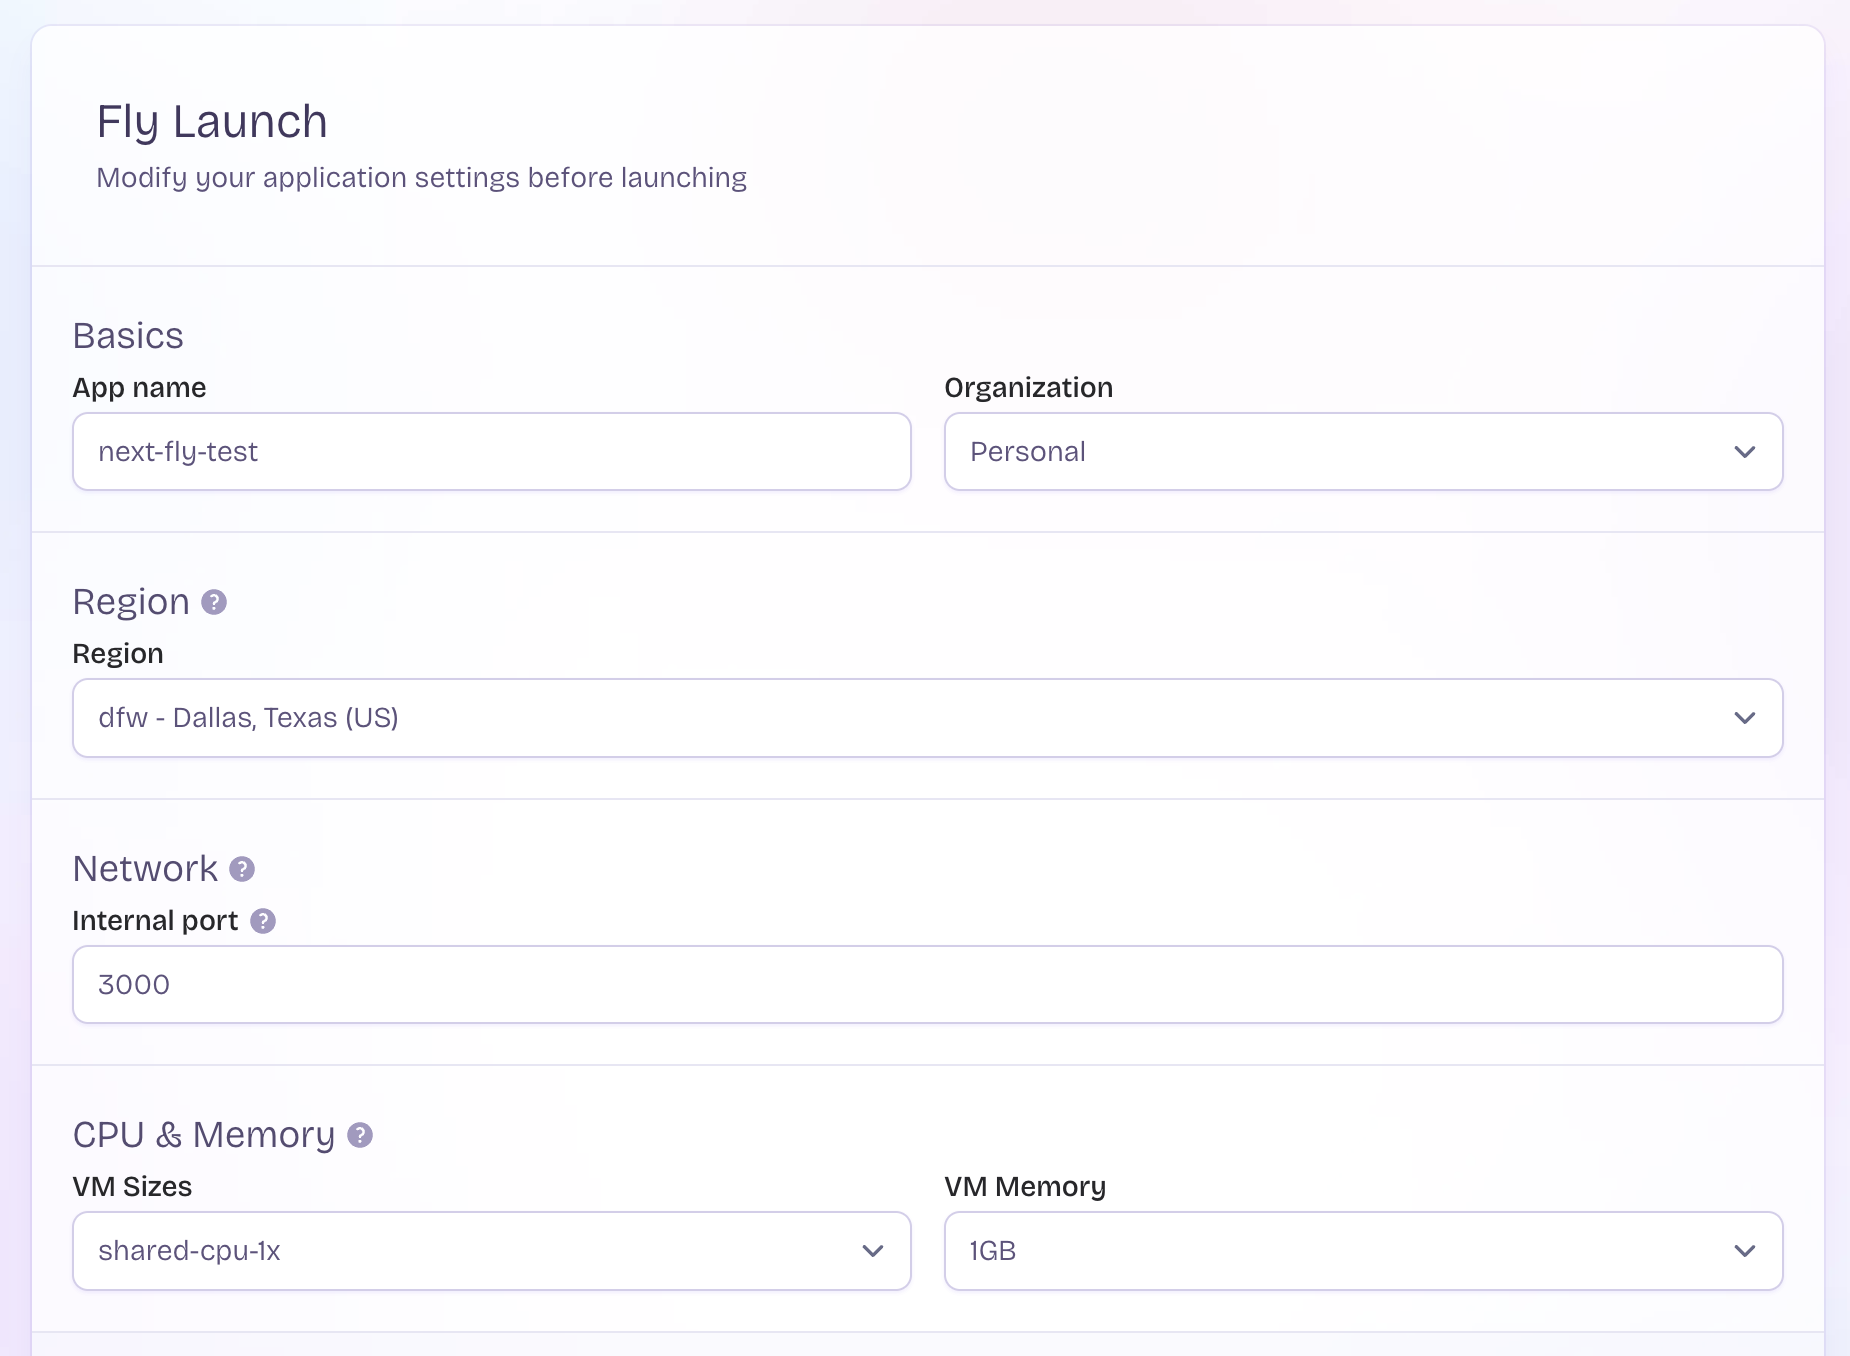 Fly Launch
Modify your application settings before launching
Basics
App name
next-fly-test
Organization
Personal
Region ?
Region
dfw - Dallas, Texas (US)
Network ?
Internal port ?
3000
CPU & Memory ?
VM Sizes
shared-cpu-1x
VM Memory
1GB